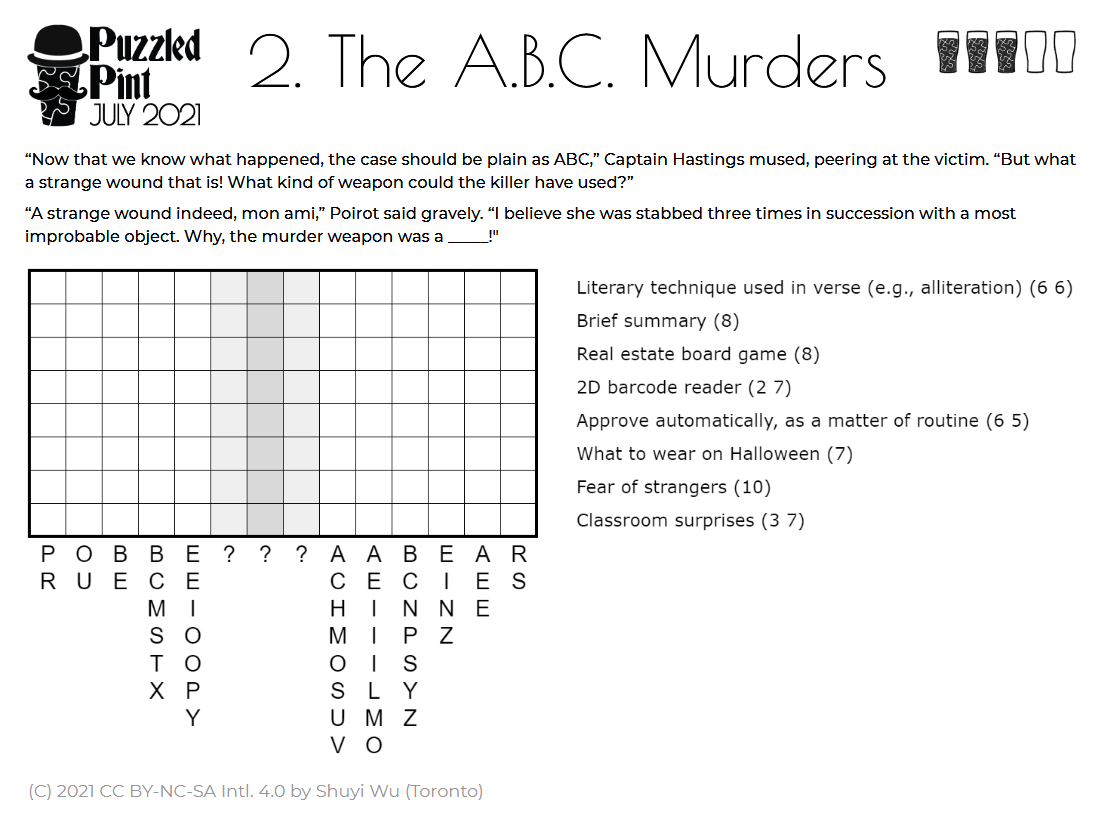 Puzzled
Pint
JULY 2021
2. The A.B.C. Murders
“Now that we know what happened, the case should be plain as ABC,” Captain Hastings mused, peering at the victim. “But what
a strange wound that is! What kind of weapon could the killer have used?”
“A strange wound indeed, mon ami,” Poirot said gravely. “I believe she was stabbed three times in succession with a most
improbable object. Why, the murder weapon was a _____!"
Literary technique used in verse (e.g., alliteration) (6 6)
Brief summary (8)
Real estate board game (8)
2D barcode reader (2 7)
Approve automatically, as a matter of routine (6 5)
What to wear on Halloween (7)
Fear of strangers (10)
Classroom surprises (3 7)
P O B B E ? ? ? A A B E A R
R U E C E C E C I E S
M I H I N N E
S O M I P Z
T O O I S
X P S L Y
Y U M Z
V O
(C) 2021 CC BY-NC-SA Intl. 4.0 by Shuyi Wu (Toronto)